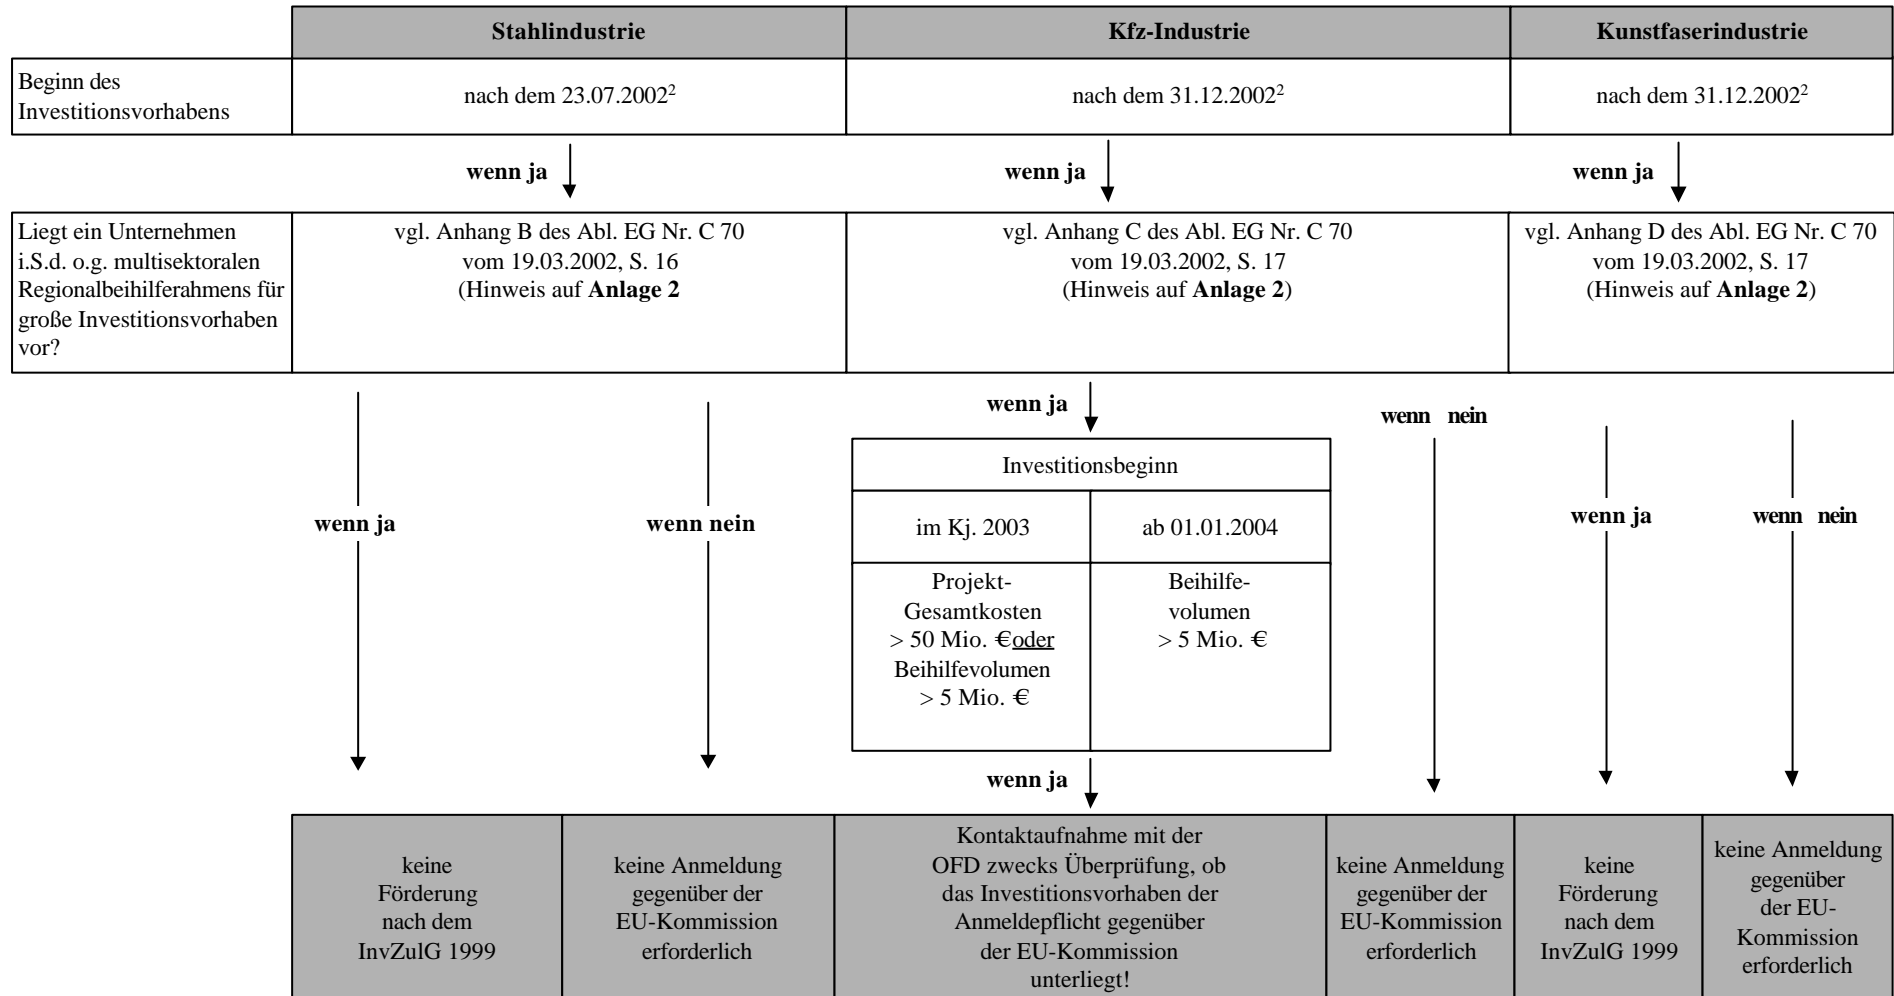 Stahlindustrie
Kfz-Industrie
Kunstfaserindustrie
Beginn des
Investitionsvorhabens
nach dem 23.07.2002²
nach dem 31.12.2002²
nach dem 31.12.2002²
wenn ja
wenn ja
wenn ja
Liegt ein Unternehmen
i.S.d. o.g. multisektoralen
Regionalbeihilferahmens für
große Investitionsvorhaben
vor?
vgl. Anhang B des Abl. EG Nr. C 70
vom 19.03.2002, S. 16
(Hinweis auf Anlage 2
vgl. Anhang C des Abl. EG Nr. C 70
vom 19.03.2002, S. 17
(Hinweis auf Anlage 2)
vgl. Anhang D des Abl. EG Nr. C 70
vom 19.03.2002, S. 17
(Hinweis auf Anlage 2)
wenn ja
wenn nein
wenn ja
wenn nein
wenn ja
wenn nein
Investitionsbeginn
im Kj. 2003
ab 01.01.2004
Projekt-
Gesamtkosten
> 50 Mio. €oder
Beihilfevolumen
> 5 Mio. €
Beihilfe-
volumen
> 5 Mio. €
wenn ja
keine
Förderung
nach dem
InvZulG 1999
keine Anmeldung
gegenüber der
EU-Kommission
erforderlich
Kontaktaufnahme mit der
OFD zwecks Überprüfung, ob
das Investitionsvorhaben der
Anmeldepflicht gegenüber
der EU-Kommission
unterliegt!
keine Anmeldung
gegenüber der
EU-Kommission
erforderlich
keine
Förderung
nach dem
InvZulG 1999
keine Anmeldung
gegenüber
der EU-
Kommission
erforderlich